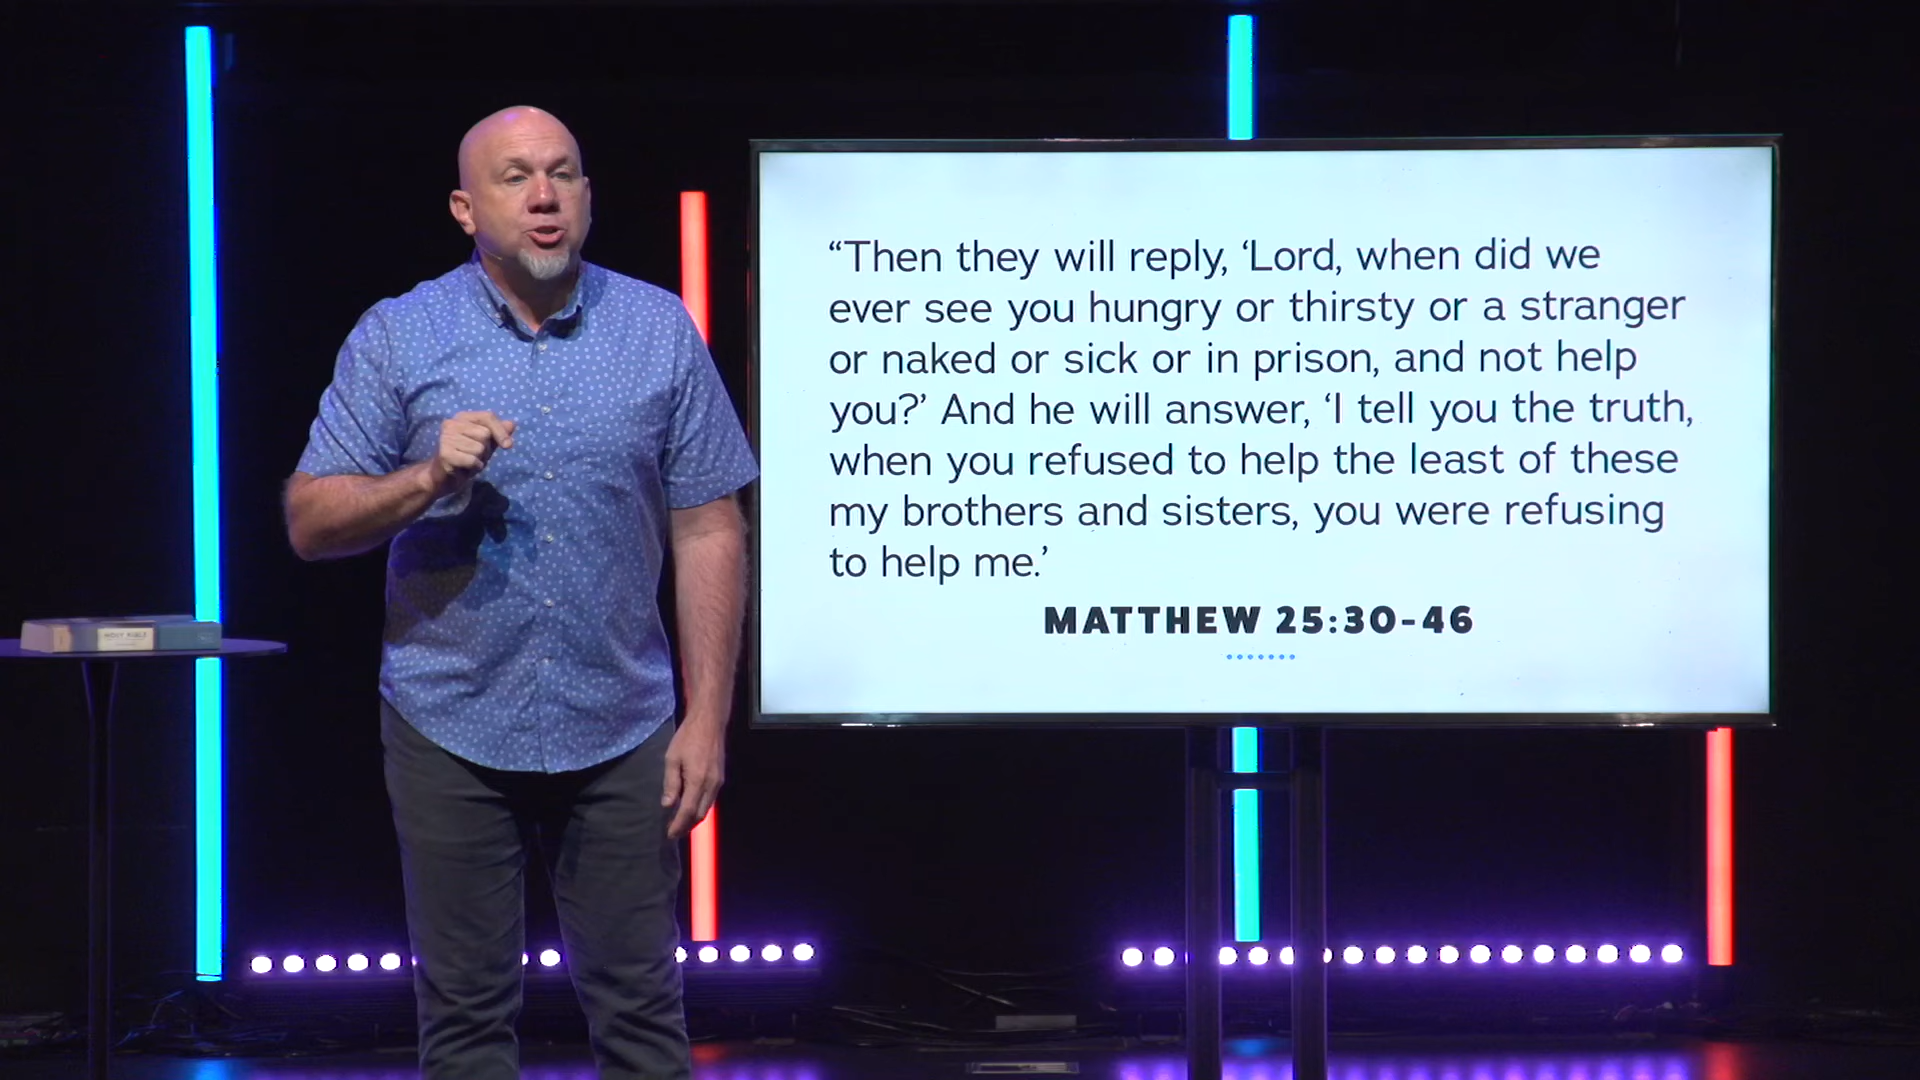 “Then they will reply, ‘Lord, when did we
ever see you hungry or thirsty or a stranger
or naked or sick or in prison, and not help
you?’ And he will answer, ‘I tell you the truth,
when you refused to help the least of these
my brothers and sisters, you were refusing
to help me.’
MATTHEW 25:30-46
HOLY BIBLE